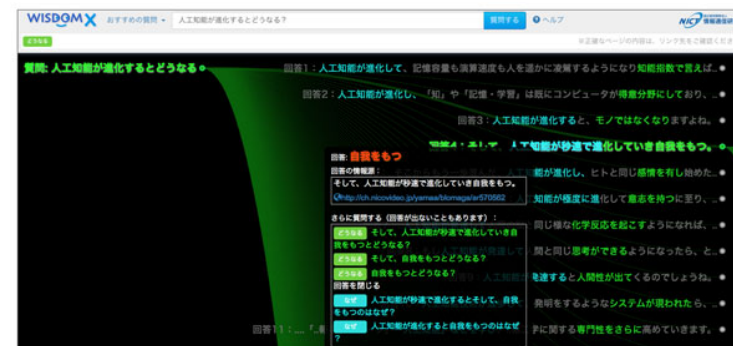 WISDOM X おすすめの質問 人工知能が進化するとどうなる? 質問する ヘルプ NICT
どうなる ※正確なページの内容は、リンク先をご確認くださ
質問: 人工知能が進化するとどうなる
回答1：人工知能が進化して、記憶容量も演算速度も人を遥かに凌駕するようになり知能指数で言えば...
回答2：人工知能が進化し、「知」や「記憶・学習」は既にコンピュータが得意分野にしており、...
回答3：人工知能が進化すると、モノではなくなりますよね。
回答4：そして、人工知能が秒速で進化していき自我をもつ。
回答: 自我をもつ
回答の情報源：
そして、人工知能が秒速で進化していき自我をもつ。
http://ch.nicovideo.jp/yamaa/blomaga/ar570562
さらに質問する（回答が出ないこともあります）：
どうなる そして、人工知能が秒速で進化していき自
我をもつとどうなる？
どうなる そして、自我をもつとどうなる？
どうなる 自我をもつとどうなる？
回答を閉じる
なぜ 人工知能が進化するとそして、自我
をもつのはなぜ？
なぜ 人工知能が進化すると自我をもつのはなぜ
？
能が進化し、ヒトと同じ感情を有し始めた...
知能が極度に進化して意志を持つに至り、...
同じ様な化学反応を起こすようになれば、...
間と同じ思考ができるようになったら、と...
発達すると人間性が出てくるのでしょうね。
発明をするようなシステムが現われたら、...
回答11：
に関する専門性をさらに高めていきます。